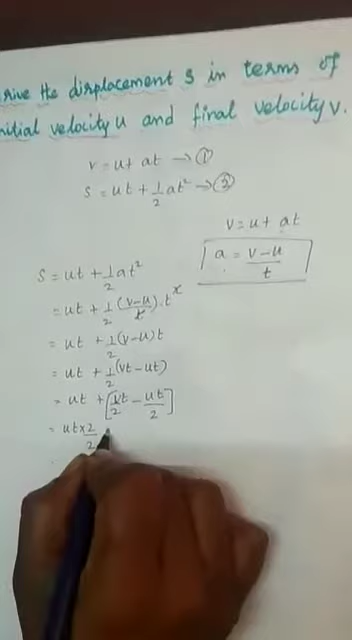 rive the displacement s in terms of
nitial velocity u and final velocity v.
v = u + at → ①
s = ut + 1/2 at² → ②
v = u + at
a = (v-u)/t
s = ut + 1/2 at²
= ut + 1/2 (v-u)/t . t²
= ut + 1/2 (v-u)t
= ut + 1/2 (vt - ut)
= ut + [vt/2 - ut/2]
= ut×2/2